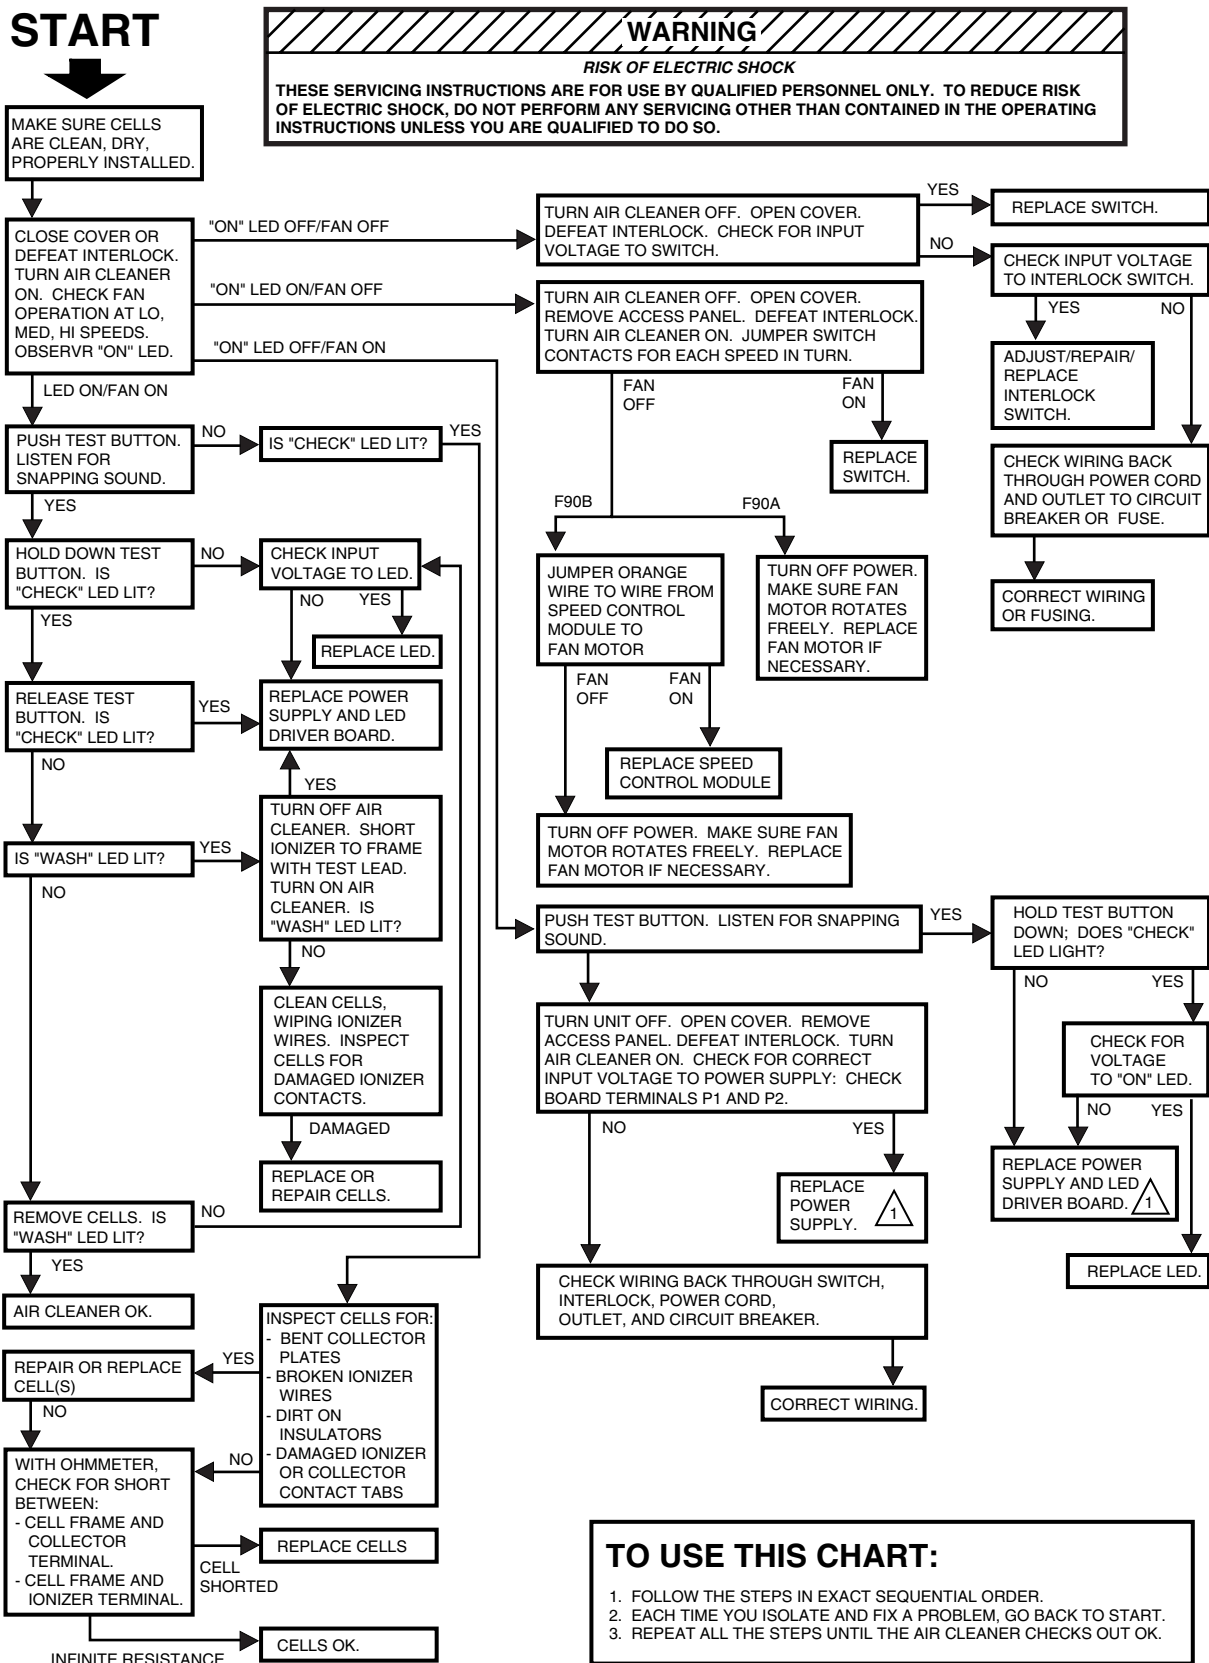 START
WARNING
RISK OF ELECTRIC SHOCK
THESE SERVICING INSTRUCTIONS ARE FOR USE BY QUALIFIED PERSONNEL ONLY. TO REDUCE RISK
OF ELECTRIC SHOCK, DO NOT PERFORM ANY SERVICING OTHER THAN CONTAINED IN THE OPERATING
INSTRUCTIONS UNLESS YOU ARE QUALIFIED TO DO SO.
MAKE SURE CELLS
ARE CLEAN, DRY,
PROPERLY INSTALLED.
CLOSE COVER OR
DEFEAT INTERLOCK.
TURN AIR CLEANER
ON. CHECK FAN
OPERATION AT LO,
MED, HI SPEEDS.
OBSERVR "ON" LED.
"ON" LED OFF/FAN OFF
TURN AIR CLEANER OFF. OPEN COVER.
DEFEAT INTERLOCK. CHECK FOR INPUT
VOLTAGE TO SWITCH.
YES
REPLACE SWITCH.
NO
CHECK INPUT VOLTAGE
TO INTERLOCK SWITCH.
YES
NO
ADJUST/REPAIR/
REPLACE
INTERLOCK
SWITCH.
CHECK WIRING BACK
THROUGH POWER CORD
AND OUTLET TO CIRCUIT
BREAKER OR FUSE.
CORRECT WIRING
OR FUSING.
"ON" LED ON/FAN OFF
TURN AIR CLEANER OFF. OPEN COVER.
REMOVE ACCESS PANEL. DEFEAT INTERLOCK.
TURN AIR CLEANER ON. JUMPER SWITCH
CONTACTS FOR EACH SPEED IN TURN.
FAN
OFF
FAN
ON
REPLACE
SWITCH.
F90B
F90A
JUMPER ORANGE
WIRE TO WIRE FROM
SPEED CONTROL
MODULE TO
FAN MOTOR
TURN OFF POWER.
MAKE SURE FAN
MOTOR ROTATES
FREELY. REPLACE
FAN MOTOR IF
NECESSARY.
FAN
OFF
FAN
ON
REPLACE SPEED
CONTROL MODULE
TURN OFF POWER. MAKE SURE FAN
MOTOR ROTATES FREELY. REPLACE
FAN MOTOR IF NECESSARY.
"ON" LED OFF/FAN ON
PUSH TEST BUTTON. LISTEN FOR SNAPPING
SOUND.
YES
HOLD TEST BUTTON
DOWN; DOES "CHECK"
LED LIGHT?
NO
YES
CHECK FOR
VOLTAGE
TO "ON" LED.
NO
YES
REPLACE POWER
SUPPLY AND LED
DRIVER BOARD. 1
REPLACE LED.
TURN UNIT OFF. OPEN COVER. REMOVE
ACCESS PANEL. DEFEAT INTERLOCK. TURN
AIR CLEANER ON. CHECK FOR CORRECT
INPUT VOLTAGE TO POWER SUPPLY: CHECK
BOARD TERMINALS P1 AND P2.
NO
YES
REPLACE
POWER
SUPPLY. 1
CHECK WIRING BACK THROUGH SWITCH,
INTERLOCK, POWER CORD,
OUTLET, AND CIRCUIT BREAKER.
CORRECT WIRING.
LED ON/FAN ON
PUSH TEST BUTTON.
LISTEN FOR
SNAPPING SOUND.
NO
IS "CHECK" LED LIT?
YES
YES
HOLD DOWN TEST
BUTTON. IS
"CHECK" LED LIT?
NO
CHECK INPUT
VOLTAGE TO LED.
NO
YES
REPLACE LED.
YES
RELEASE TEST
BUTTON. IS
"CHECK" LED LIT?
YES
REPLACE POWER
SUPPLY AND LED
DRIVER BOARD.
NO
YES
IS "WASH" LED LIT?
YES
TURN OFF AIR
CLEANER. SHORT
IONIZER TO FRAME
WITH TEST LEAD.
TURN ON AIR
CLEANER. IS
"WASH" LED LIT?
NO
NO
CLEAN CELLS,
WIPING IONIZER
WIRES. INSPECT
CELLS FOR
DAMAGED IONIZER
CONTACTS.
DAMAGED
REPLACE OR
REPAIR CELLS.
REMOVE CELLS. IS
"WASH" LED LIT?
NO
YES
AIR CLEANER OK.
INSPECT CELLS FOR:
- BENT COLLECTOR
PLATES
- BROKEN IONIZER
WIRES
- DIRT ON
INSULATORS
- DAMAGED IONIZER
OR COLLECTOR
CONTACT TABS
YES
REPAIR OR REPLACE
CELL(S)
NO
NO
WITH OHMMETER,
CHECK FOR SHORT
BETWEEN:
- CELL FRAME AND
COLLECTOR
TERMINAL.
- CELL FRAME AND
IONIZER TERMINAL.
CELL
SHORTED
REPLACE CELLS
INFINITE RESISTANCE
CELLS OK.
TO USE THIS CHART:
1. FOLLOW THE STEPS IN EXACT SEQUENTIAL ORDER.
2. EACH TIME YOU ISOLATE AND FIX A PROBLEM, GO BACK TO START.
3. REPEAT ALL THE STEPS UNTIL THE AIR CLEANER CHECKS OUT OK.